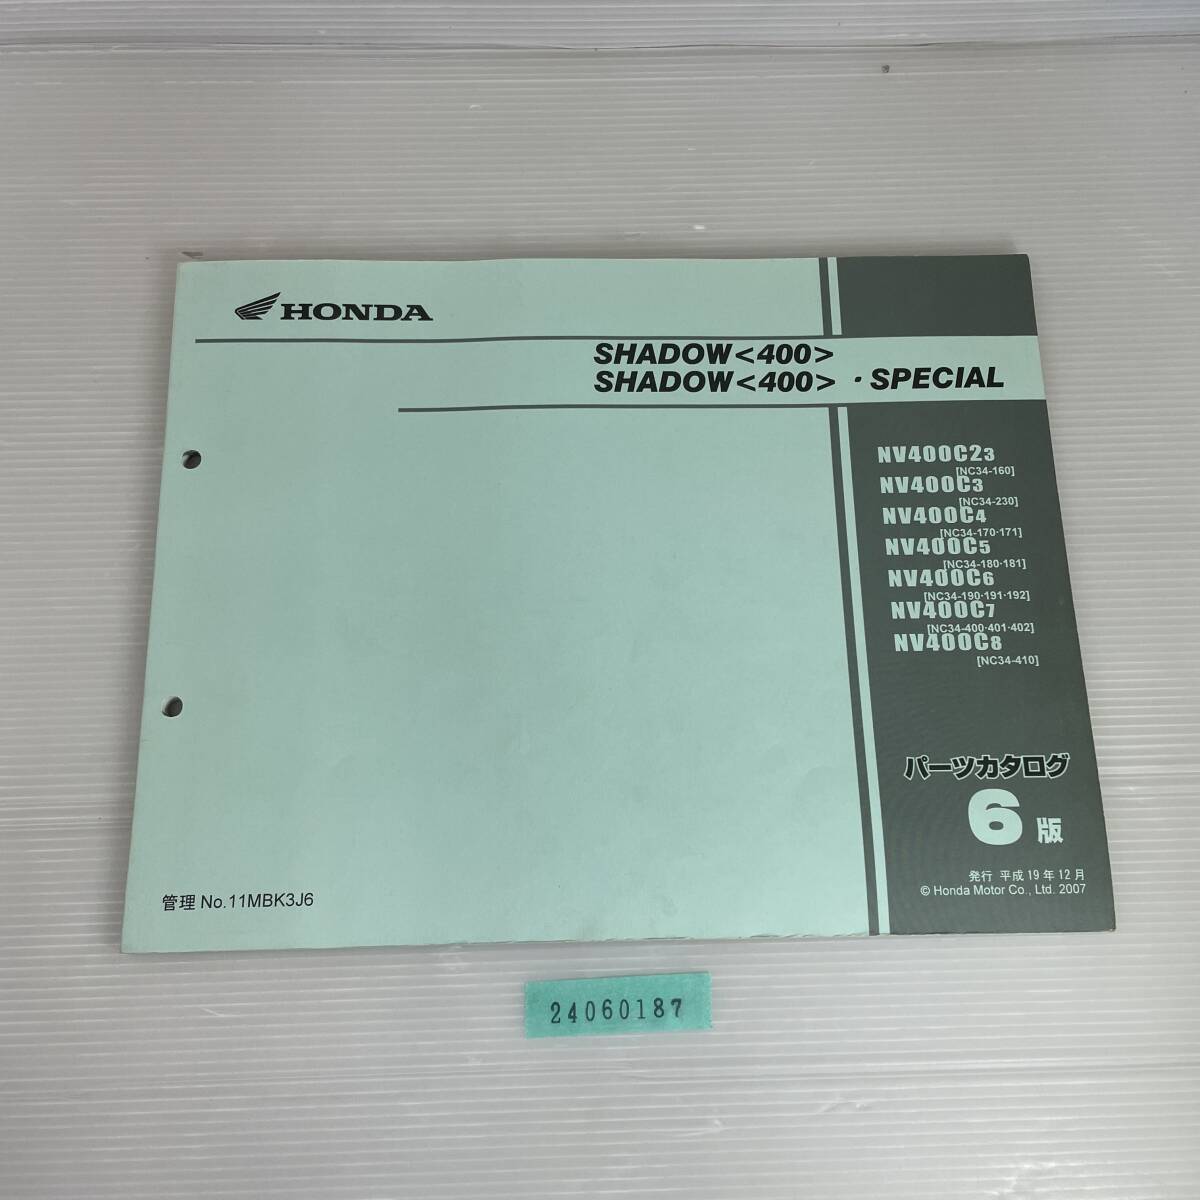 HONDA
SHADOW<400>
SHADOW<400> ・SPECIAL
NV400C23
[NC34-160]
NV400C3
[NC34-230]
NV400C4
[NC34-170·171]
NV400C5
[NC34-180·181]
NV400C6
[NC34-190·191·192]
NV400C7
[NC34-400·401·402]
NV400C8
[NC34-410]
パーツカタログ
6版
発行 平成19年12月
© Honda Motor Co., Ltd. 2007
管理 No.11MBK3J6
24060187